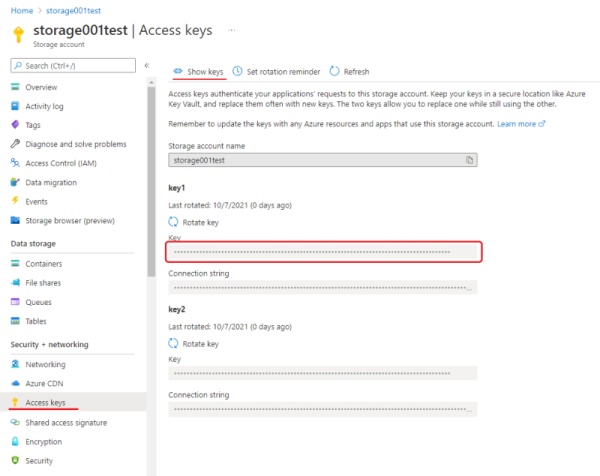 Home > storage001test
storage001test | Access keys ...
Storage account
Search (Ctrl+/) «
Overview
Activity log
Tags
Diagnose and solve problems
Access Control (IAM)
Data migration
Events
Storage browser (preview)
Data storage
Containers
File shares
Queues
Tables
Security + networking
Networking
Azure CDN
Access keys
Shared access signature
Encryption
Security
Show keys Set rotation reminder Refresh
Access keys authenticate your applications' requests to this storage account. Keep your keys in a secure location like Azure
Key Vault, and replace them often with new keys. The two keys allow you to replace one while still using the other.
Remember to update the keys with any Azure resources and apps that use this storage account. Learn more
Storage account name
storage001test
key1
Last rotated: 10/7/2021 (0 days ago)
Rotate key
Key
Connection string
key2
Last rotated: 10/7/2021 (0 days ago)
Rotate key
Key
Connection string